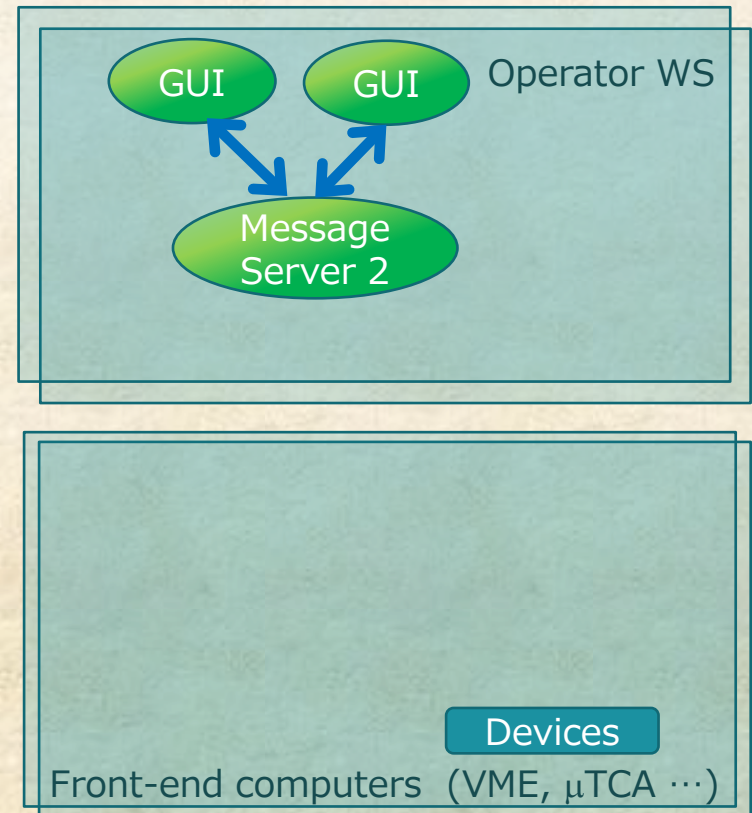 GUI
GUI
Operator WS
Message
Server 2
Devices
Front-end computers (VME, μTCA ⋯)